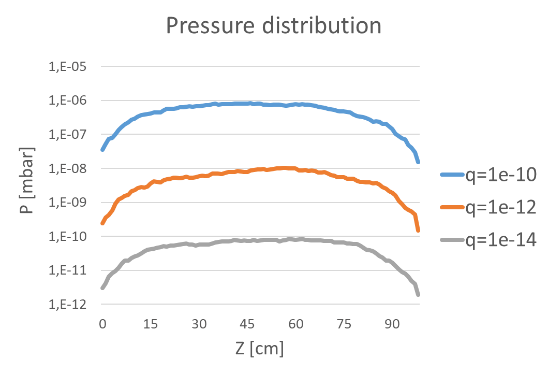 Pressure distribution
1,E-05
1,E-06
1,E-07
1,E-08
1,E-09
1,E-10
1,E-11
1,E-12
P [mbar]
0 15 30 45 60 75 90
Z [cm]
q=1e-10
q=1e-12
q=1e-14